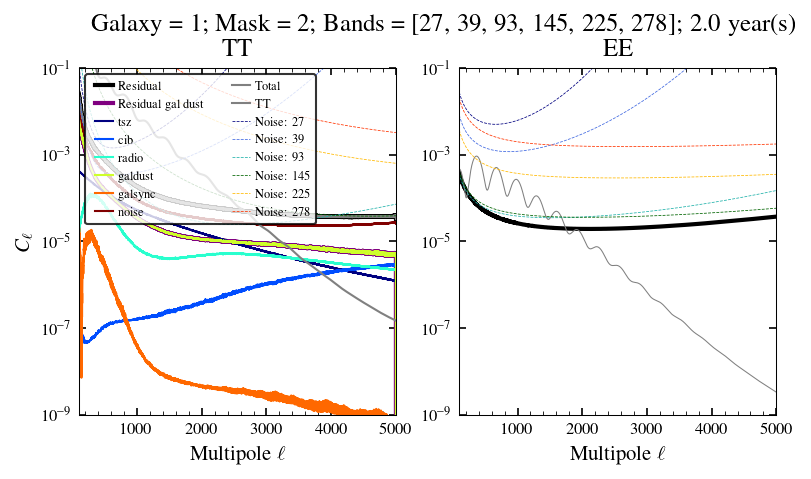 Galaxy = 1; Mask = 2; Bands = [27, 39, 93, 145, 225, 278]; 2.0 year(s)
TT
EE
10⁻¹
10⁻³
10⁻⁵
10⁻⁷
10⁻⁹
C_ℓ
Residual
Residual gal dust
tsz
cib
radio
galdust
galsync
noise
Total
TT
Noise: 27
Noise: 39
Noise: 93
Noise: 145
Noise: 225
Noise: 278
1000 2000 3000 4000 5000
Multipole ℓ
10⁻¹
10⁻³
10⁻⁵
10⁻⁷
10⁻⁹
1000 2000 3000 4000 5000
Multipole ℓ